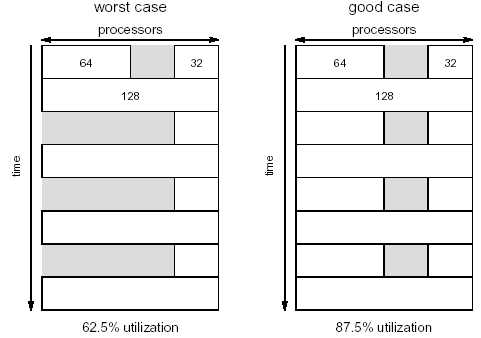 worst case
processors
64
32
128
time
62.5% utilization
good case
processors
64
32
128
time
87.5% utilization